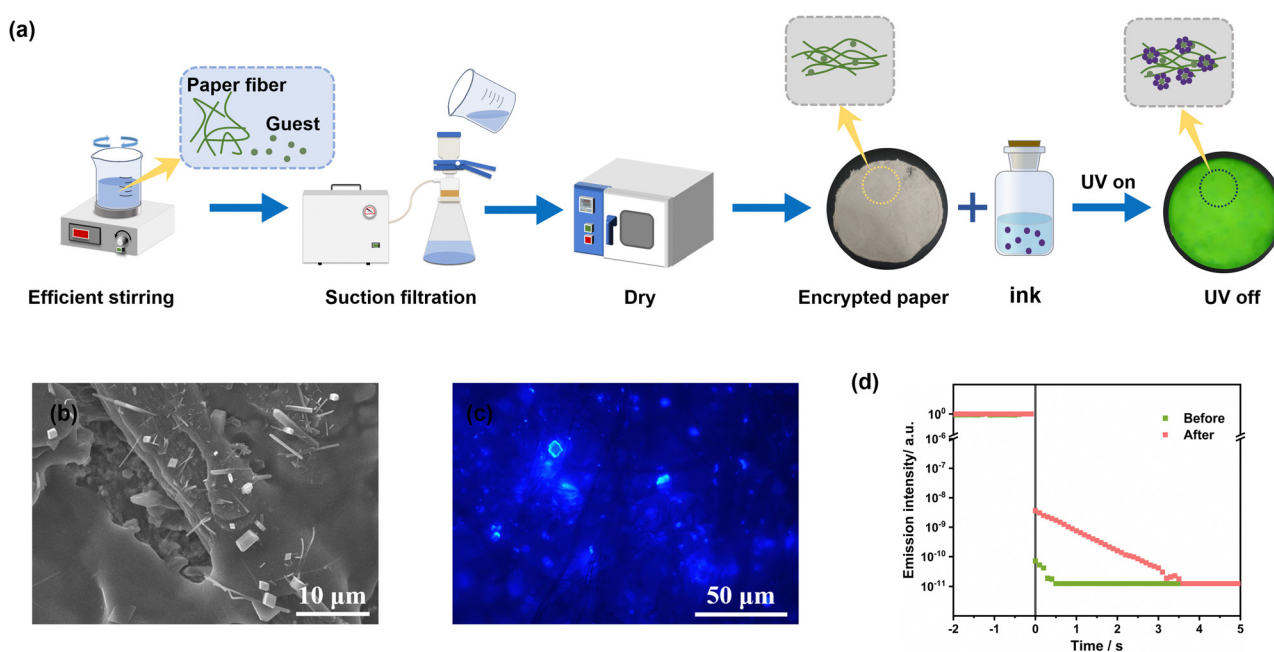 (a)
Paper fiber
Guest
UV on
Efficient stirring
Suction filtration
Dry
Encrypted paper
ink
UV off
(b)
10 μm
(c)
50 μm
(d)
Emission intensity/ a.u.
10⁰
10⁻⁶
10⁻⁷
10⁻⁸
10⁻⁹
10⁻¹⁰
10⁻¹¹
Before
After
-2 -1 0 1 2 3 4 5
Time / s